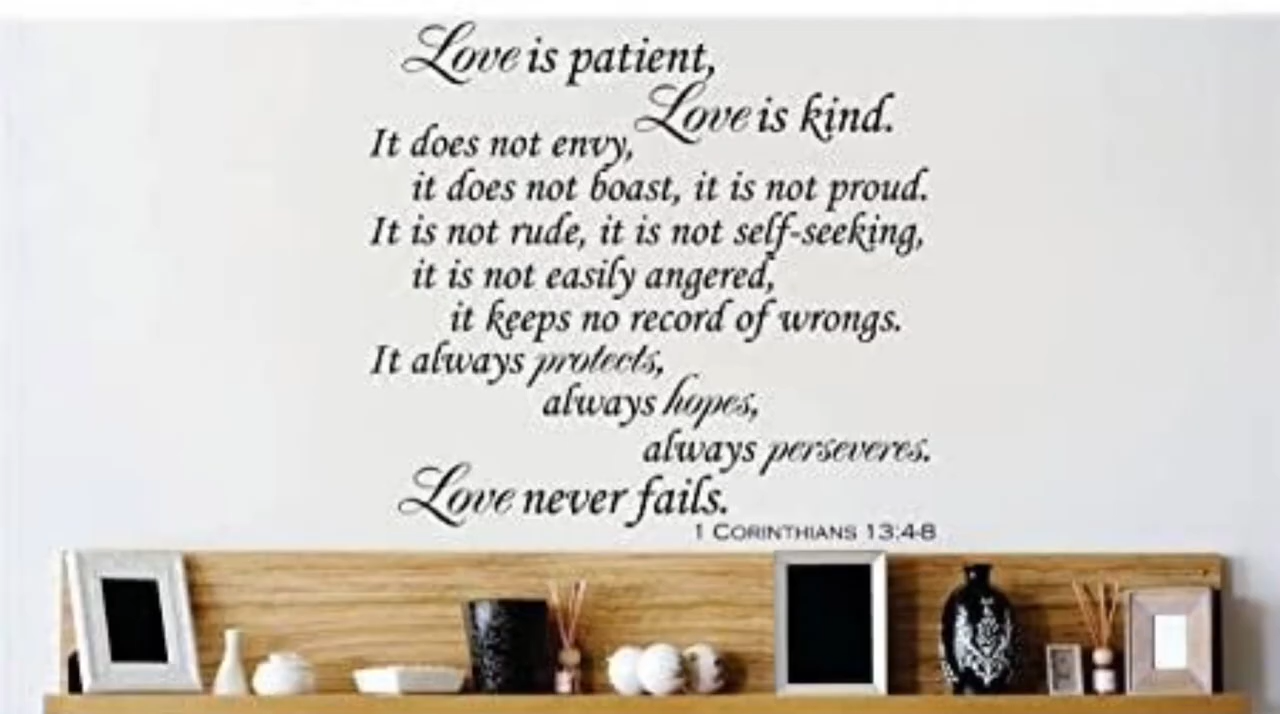 Love is patient,
Love is kind.
It does not envy,
it does not boast, it is not proud.
It is not rude, it is not self-seeking,
it is not easily angered,
it keeps no record of wrongs.
It always protects,
always hopes,
always perseveres.
Love never fails.
1 CORINTHIANS 13:4-8